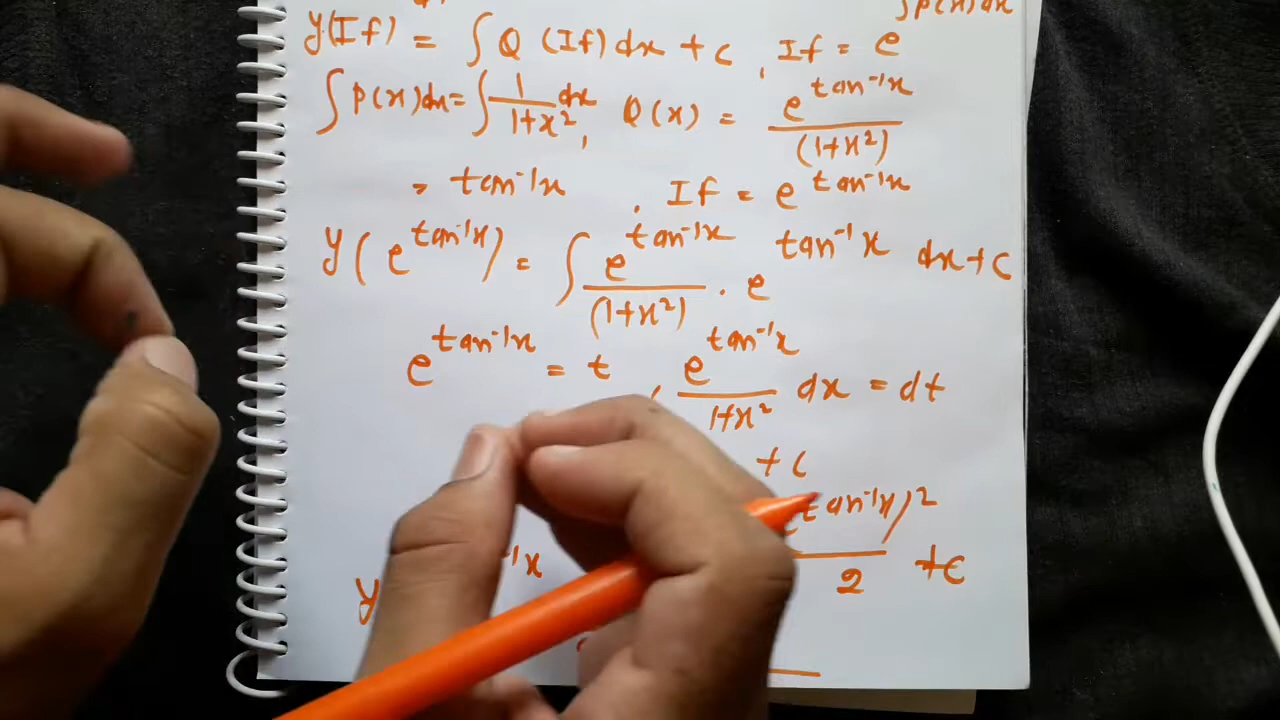 y(If) = ∫ Q (If) dx + c , If = e^∫p(x)dx
∫ p(x)dx = ∫ 1/(1+x²) dx , Q(x) = e^(tan⁻¹x)/(1+x²)
= tan⁻¹x , If = e^(tan⁻¹x)
y(e^(tan⁻¹x)) = ∫ e^(tan⁻¹x)/(1+x²) . e^(tan⁻¹x) dx + c
e^(tan⁻¹x) = t , e^(tan⁻¹x)/(1+x²) dx = dt
+ c
y ⁻¹x (e^(tan⁻¹x))²/2 + c